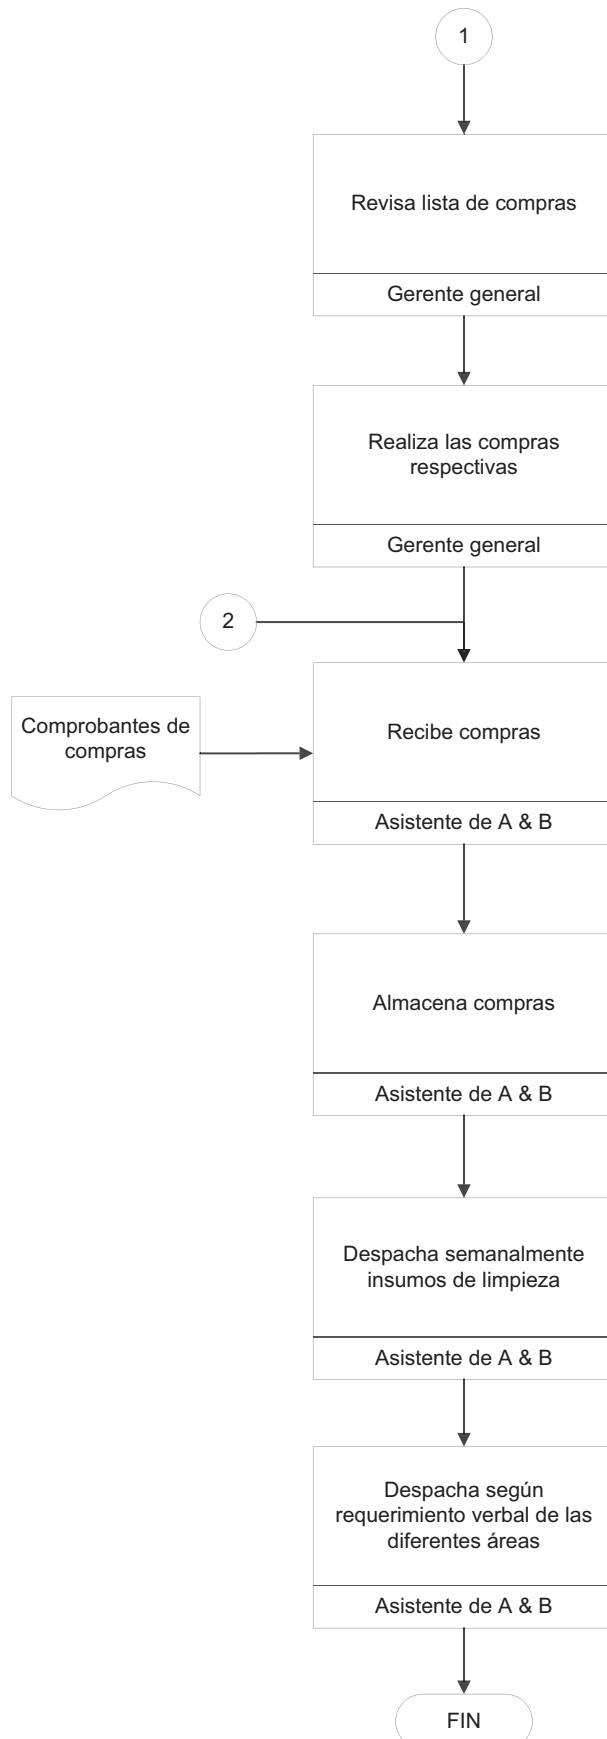 1
Revisa lista de compras
Gerente general
Realiza las compras
respectivas
Gerente general
2
Comprobantes de
compras
Recibe compras
Asistente de A & B
Almacena compras
Asistente de A & B
Despacha semanalmente
insumos de limpieza
Asistente de A & B
Despacha según
requerimiento verbal de las
diferentes áreas
Asistente de A & B
FIN